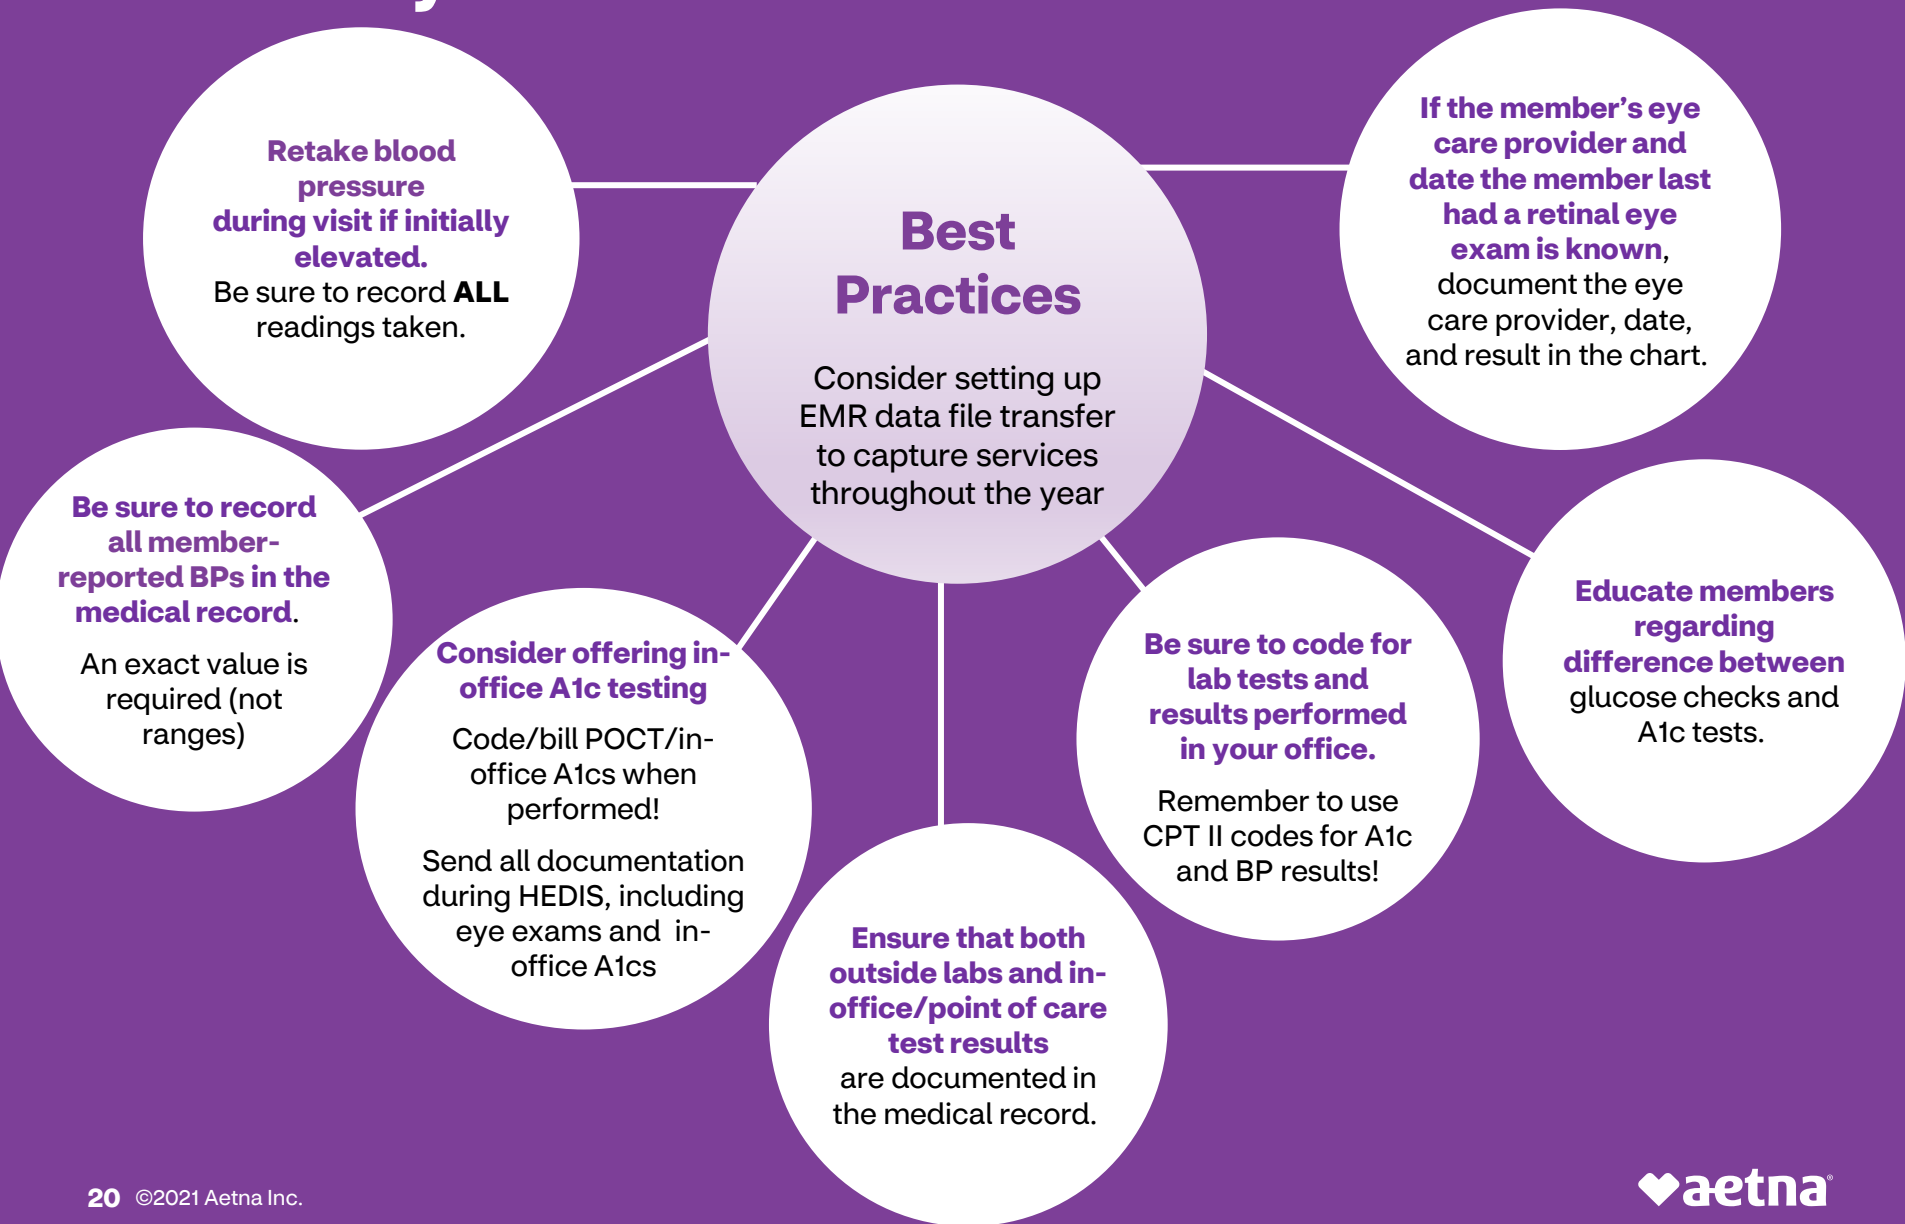 Retake blood
pressure
during visit if initially
elevated.
Be sure to record ALL
readings taken.
Best
Practices
Consider setting up
EMR data file transfer
to capture services
throughout the year
If the member’s eye
care provider and
date the member last
had a retinal eye
exam is known,
document the eye
care provider, date,
and result in the chart.
Be sure to record
all member-
reported BPs in the
medical record.
An exact value is
required (not
ranges)
Consider offering in-
office A1c testing
Code/bill POCT/in-
office A1cs when
performed!
Send all documentation
during HEDIS, including
eye exams and in-
office A1cs
Ensure that both
outside labs and in-
office/point of care
test results
are documented in
the medical record.
Be sure to code for
lab tests and
results performed
in your office.
Remember to use
CPT II codes for A1c
and BP results!
Educate members
regarding
difference between
glucose checks and
A1c tests.
20 ©2021 Aetna Inc.
aetna®